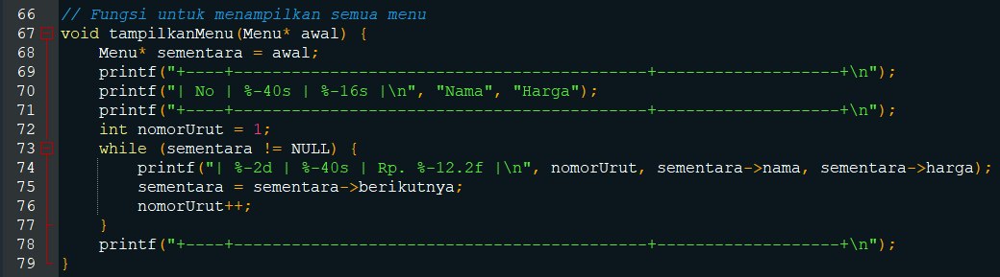 66 // Fungsi untuk menampilkan semua menu
67 void tampilkanMenu(Menu* awal) {
68     Menu* sementara = awal;
69     printf("+----+-------------------------------------------+-------------------+\n");
70     printf("| No | %-40s | %-16s |\n", "Nama", "Harga");
71     printf("+----+-------------------------------------------+-------------------+\n");
72     int nomorUrut = 1;
73     while (sementara != NULL) {
74         printf("| %-2d | %-40s | Rp. %-12.2f |\n", nomorUrut, sementara->nama, sementara->harga);
75         sementara = sementara->berikutnya;
76         nomorUrut++;
77     }
78     printf("+----+-------------------------------------------+-------------------+\n");
79 }